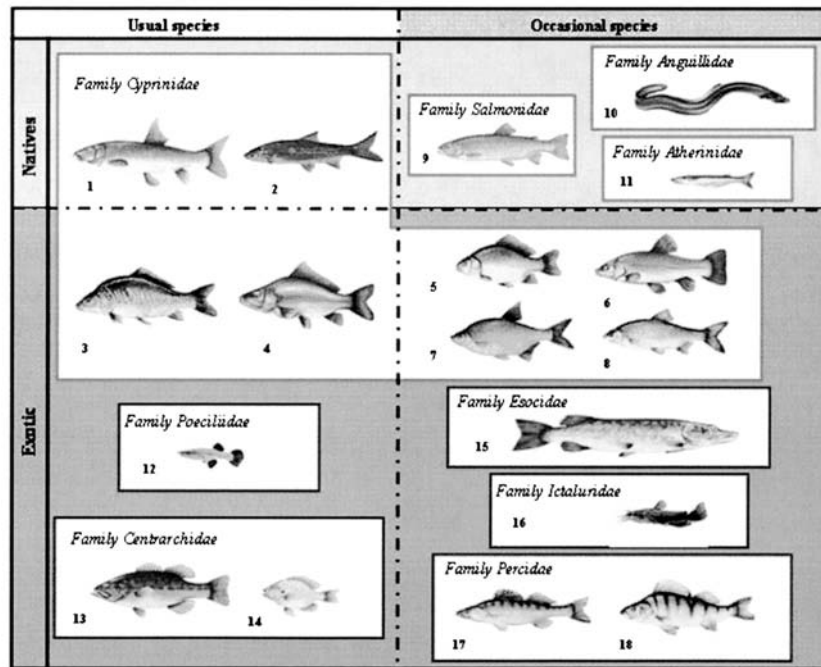 Usual species
Occasional species
Natives
Family Cyprinidae
1
2
Family Salmonidae
9
Family Anguillidae
10
Family Atherinidae
11
Exotic
3
4
5
6
7
8
Family Poeciliidae
12
Family Centrarchidae
13
14
Family Esocidae
15
Family Ictaluridae
16
Family Percidae
17
18